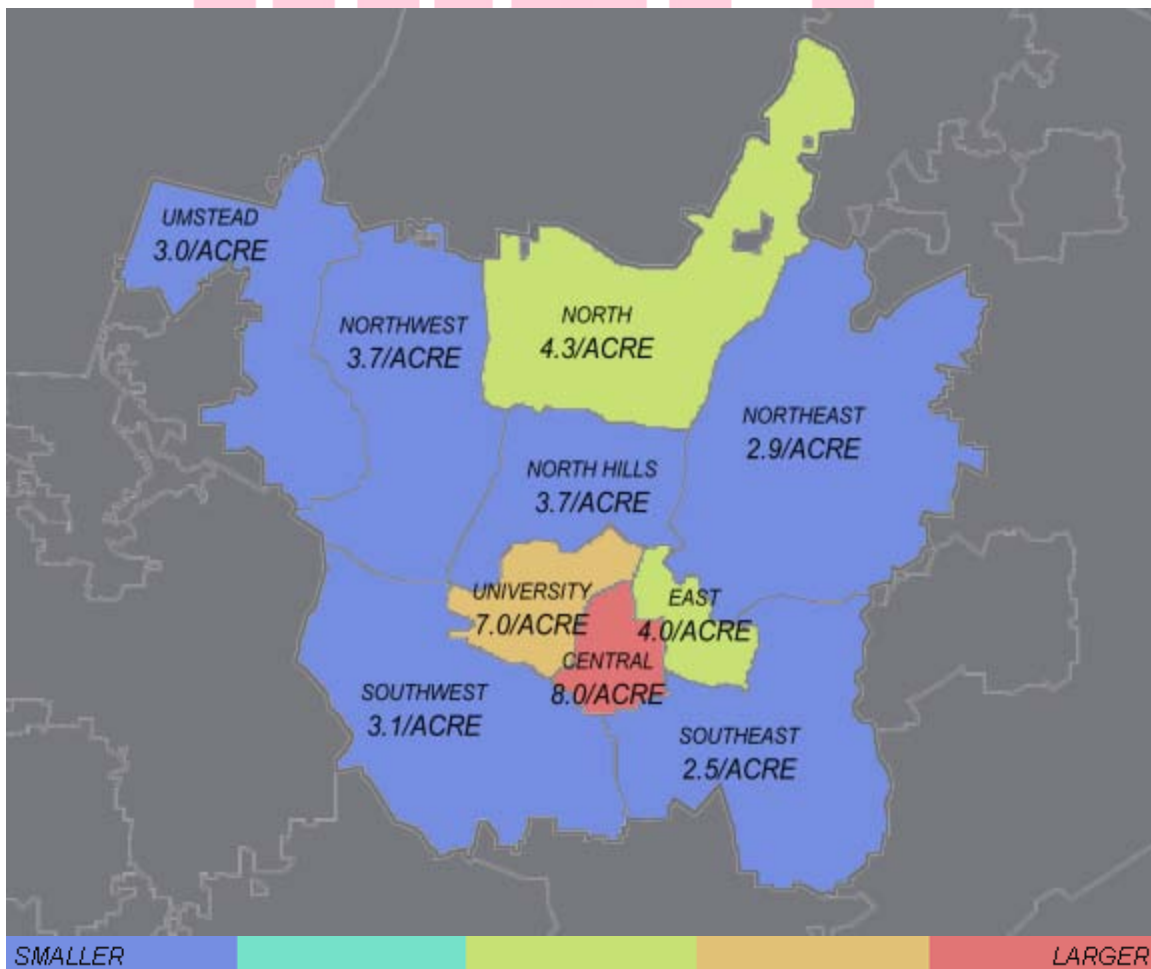 UMSTEAD
3.0/ACRE
NORTHWEST
3.7/ACRE
NORTH
4.3/ACRE
NORTHEAST
2.9/ACRE
NORTH HILLS
3.7/ACRE
UNIVERSITY
7.0/ACRE
EAST
4.0/ACRE
CENTRAL
8.0/ACRE
SOUTHWEST
3.1/ACRE
SOUTHEAST
2.5/ACRE
SMALLER
LARGER